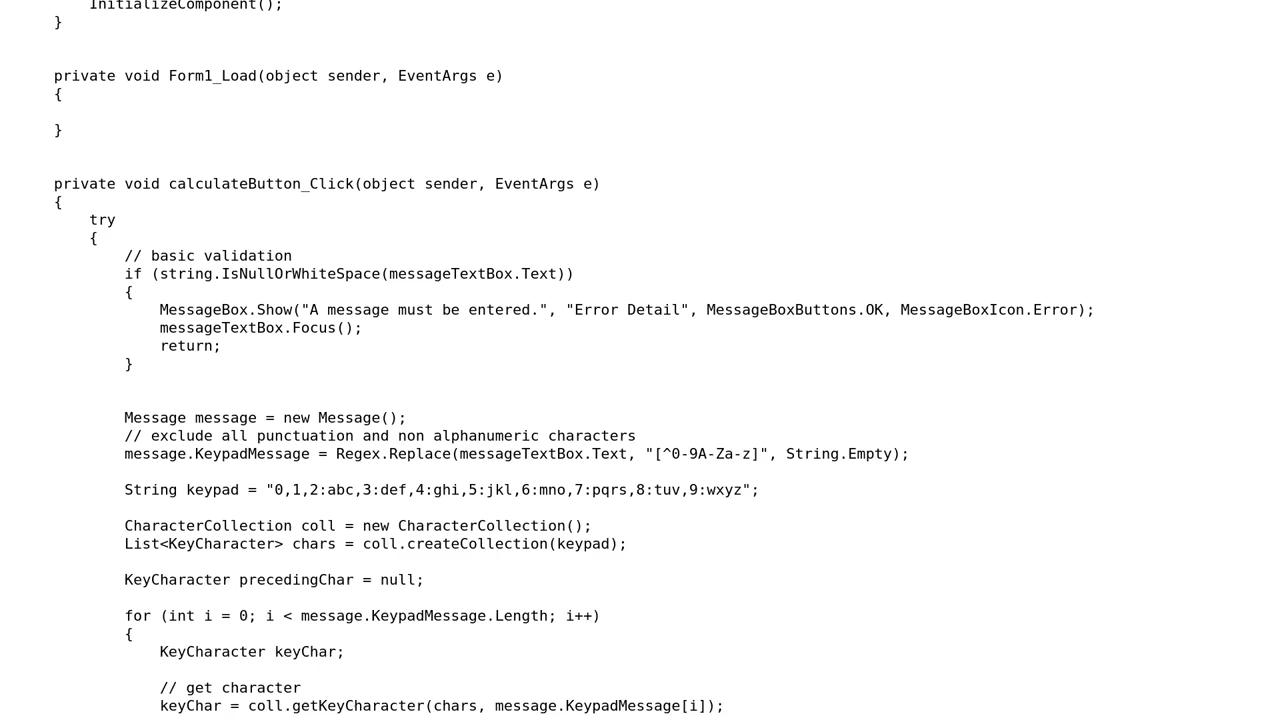 InitializeComponent();
}
private void Form1_Load(object sender, EventArgs e)
{
}
private void calculateButton_Click(object sender, EventArgs e)
{
try
{
// basic validation
if (string.IsNullOrWhiteSpace(messageTextBox.Text))
{
MessageBox.Show("A message must be entered.", "Error Detail", MessageBoxButtons.OK, MessageBoxIcon.Error);
messageTextBox.Focus();
return;
}
Message message = new Message();
// exclude all punctuation and non alphanumeric characters
message.KeypadMessage = Regex.Replace(messageTextBox.Text, "[^0-9A-Za-z]", String.Empty);
String keypad = "0,1,2:abc,3:def,4:ghi,5:jkl,6:mno,7:pqrs,8:tuv,9:wxyz";
CharacterCollection coll = new CharacterCollection();
List<KeyCharacter> chars = coll.createCollection(keypad);
KeyCharacter precedingChar = null;
for (int i = 0; i < message.KeypadMessage.Length; i++)
{
KeyCharacter keyChar;
// get character
keyChar = coll.getKeyCharacter(chars, message.KeypadMessage[i]);